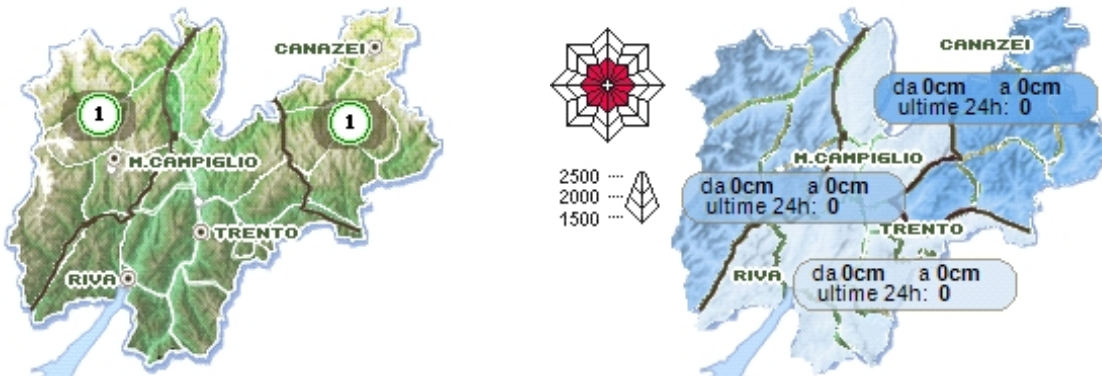 CANAZEI
1
1
M.CAMPIGLIO
TRENTO
RIVA
2500
2000
1500
CANAZEI
da 0cm a 0cm
ultime 24h: 0
M.CAMPIGLIO
da 0cm a 0cm
ultime 24h: 0
TRENTO
RIVA
da 0cm a 0cm
ultime 24h: 0